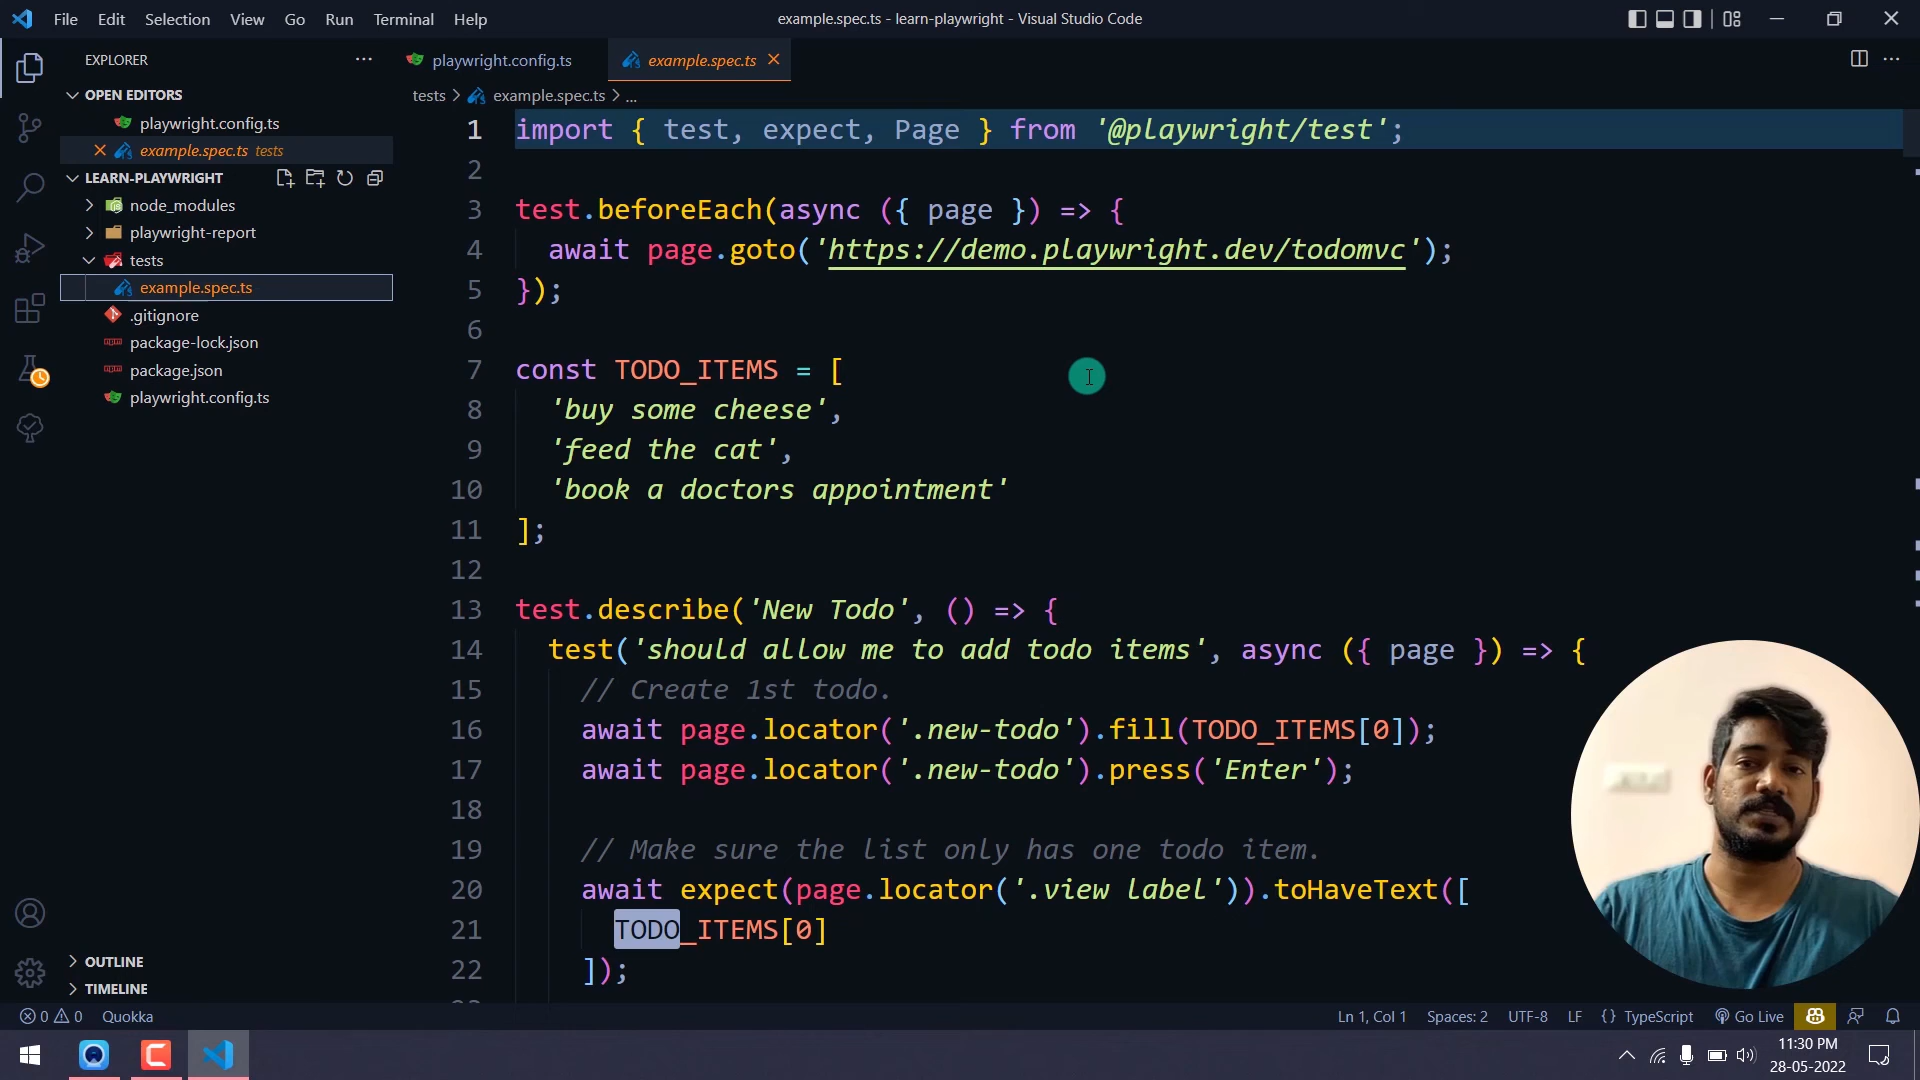 File Edit Selection View Go Run Terminal Help
example.spec.ts - learn-playwright - Visual Studio Code
EXPLORER
OPEN EDITORS
playwright.config.ts
example.spec.ts tests
LEARN-PLAYWRIGHT
node_modules
playwright-report
tests
example.spec.ts
.gitignore
package-lock.json
package.json
playwright.config.ts
OUTLINE
TIMELINE
playwright.config.ts
example.spec.ts
tests > example.spec.ts > ...
1 import { test, expect, Page } from '@playwright/test';
2
3 test.beforeEach(async ({ page }) => {
4 await page.goto('https://demo.playwright.dev/todomvc');
5 });
6
7 const TODO_ITEMS = [
8 'buy some cheese',
9 'feed the cat',
10 'book a doctors appointment'
11 ];
12
13 test.describe('New Todo', () => {
14 test('should allow me to add todo items', async ({ page }) => {
15 // Create 1st todo.
16 await page.locator('.new-todo').fill(TODO_ITEMS[0]);
17 await page.locator('.new-todo').press('Enter');
18
19 // Make sure the list only has one todo item.
20 await expect(page.locator('.view label')).toHaveText([
21 TODO_ITEMS[0]
22 ]);
0 0 Quokka
Ln 1, Col 1 Spaces: 2 UTF-8 LF {} TypeScript Go Live
11:30 PM
28-05-2022